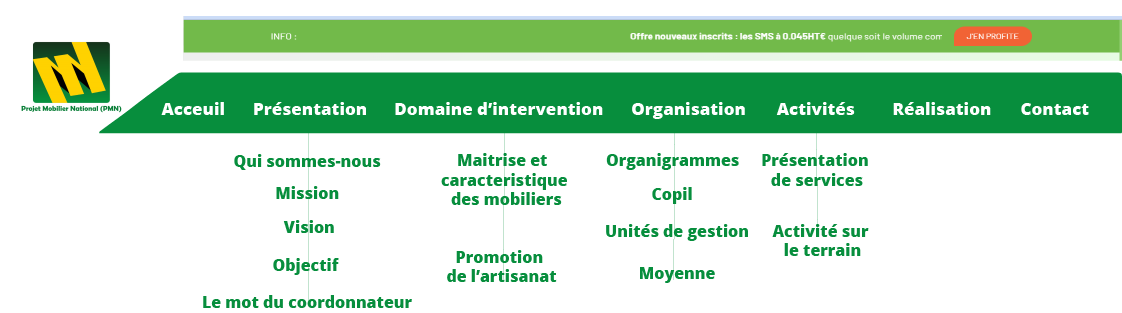 INFO :
Offre nouveaux inscrits : les SMS à 0.045HT€ quelque soit le volume com
J'EN PROFITE
Projet Mobilier National (PMN)
Acceuil Présentation Domaine d'intervention Organisation Activités Réalisation Contact
Qui sommes-nous
Mission
Vision
Objectif
Le mot du coordonnateur
Maitrise et
caracteristique
des mobiliers
Promotion
de l'artisanat
Organigrammes
Copil
Unités de gestion
Moyenne
Présentation
de services
Activité sur
le terrain